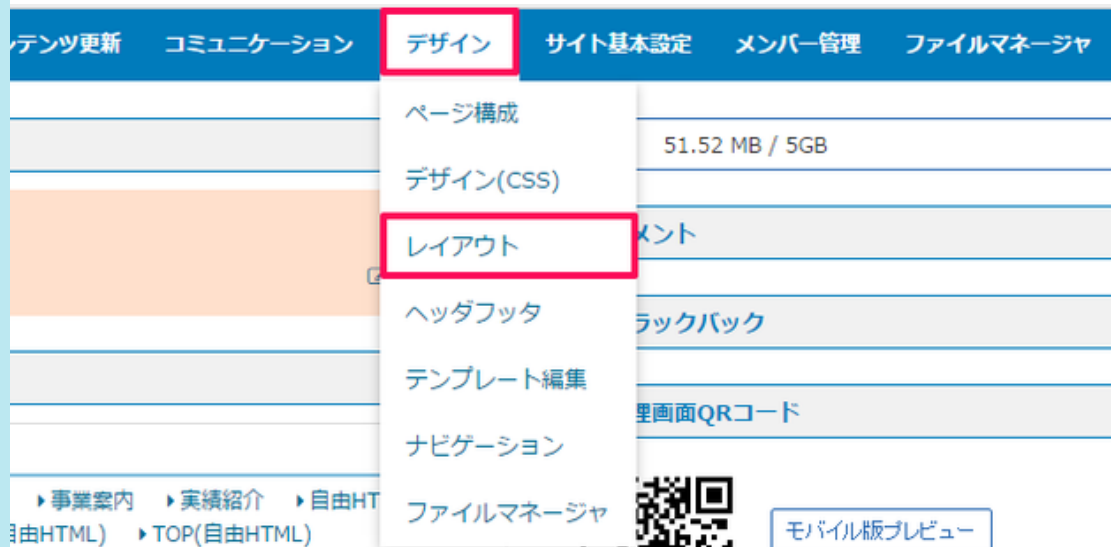 ンテンツ更新 コミュニケーション デザイン サイト基本設定 メンバー管理 ファイルマネージャ
ページ構成
51.52 MB / 5GB
デザイン(CSS)
レイアウト
メント
ヘッダフッタ
ラックバック
テンプレート編集
理画面QRコード
ナビゲーション
事業案内 実績紹介 自由HT
ファイルマネージャ
自由HTML) TOP(自由HTML)
モバイル版プレビュー